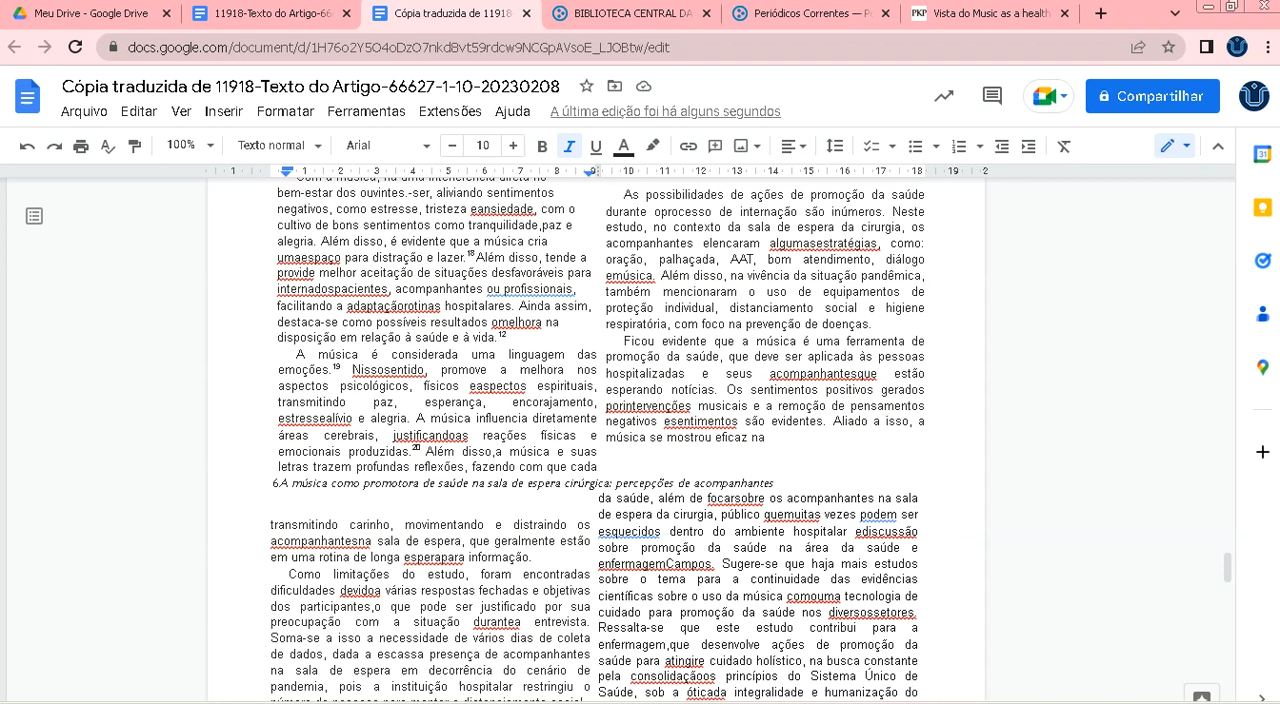 Meu Drive - Google Drive
11918-Texto do Artigo-66
Cópia traduzida de 11918
BIBLIOTECA CENTRAL DA
Periódicos Correntes — P
PKP
Vista do Music as a health
docs.google.com/document/d/1H76o2Y5O4oDzO7nkd8vt59rdcw9NCGpAVsoE_LJOBtw/edit
Cópia traduzida de 11918-Texto do Artigo-66627-1-10-20230208
Compartilhar
Arquivo Editar Ver Inserir Formatar Ferramentas Extensões Ajuda A última edição foi há alguns segundos
100% Texto normal Arial 10
1 1 2 3 4 5 6 7 8 9 10 11 12 13 14 15 16 17 18 19 2
bem-estar dos ouvintes.-ser, aliviando sentimentos
negativos, como estresse, tristeza eansiedade, com o
cultivo de bons sentimentos como tranquilidade,paz e
alegria. Além disso, é evidente que a música cria
umaespaço para distração e lazer.18Além disso, tende a
provide melhor aceitação de situações desfavoráveis para
internadospacientes, acompanhantes ou profissionais,
facilitando a adaptaçãorotinas hospitalares. Ainda assim,
destaca-se como possíveis resultados omelhora na
disposição em relação à saúde e à vida.12
A música é considerada uma linguagem das
emoções.19 Nissosentido, promove a melhora nos
aspectos psicológicos, físicos easpectos espirituais,
transmitindo paz, esperança, encorajamento,
estressealívio e alegria. A música influencia diretamente
áreas cerebrais, justificandoas reações físicas e
emocionais produzidas.20 Além disso,a música e suas
letras trazem profundas reflexões, fazendo com que cada
As possibilidades de ações de promoção da saúde
durante oprocesso de internação são inúmeros. Neste
estudo, no contexto da sala de espera da cirurgia, os
acompanhantes elencaram algumasestratégias, como:
oração, palhaçada, AAT, bom atendimento, diálogo
emúsica. Além disso, na vivência da situação pandêmica,
também mencionaram o uso de equipamentos de
proteção individual, distanciamento social e higiene
respiratória, com foco na prevenção de doenças.
Ficou evidente que a música é uma ferramenta de
promoção da saúde, que deve ser aplicada às pessoas
hospitalizadas e seus acompanhantesque estão
esperando notícias. Os sentimentos positivos gerados
porintervenções musicais e a remoção de pensamentos
negativos esentimentos são evidentes. Aliado a isso, a
música se mostrou eficaz na
6A música como promotora de saúde na sala de espera cirúrgica: percepções de acompanhantes
transmitindo carinho, movimentando e distraindo os
acompanhantesna sala de espera, que geralmente estão
em uma rotina de longa esperapara informação.
Como limitações do estudo, foram encontradas
dificuldades devidoa várias respostas fechadas e objetivas
dos participantes,o que pode ser justificado por sua
preocupação com a situação durantea entrevista.
Soma-se a isso a necessidade de vários dias de coleta
de dados, dada a escassa presença de acompanhantes
na sala de espera em decorrência do cenário de
pandemia, pois a instituição hospitalar restringiu o
da saúde, além de focarsobre os acompanhantes na sala
de espera da cirurgia, público quemuitas vezes podem ser
esquecidos dentro do ambiente hospitalar ediscussão
sobre promoção da saúde na área da saúde e
enfermagemCampos. Sugere-se que haja mais estudos
sobre o tema para a continuidade das evidências
científicas sobre o uso da música comouma tecnologia de
cuidado para promoção da saúde nos diversossetores.
Ressalta-se que este estudo contribui para a
enfermagem,que desenvolve ações de promoção da
saúde para atingire cuidado holístico, na busca constante
pela consolidaçãoos princípios do Sistema Único de
Saúde, sob a óticada integralidade e humanização do